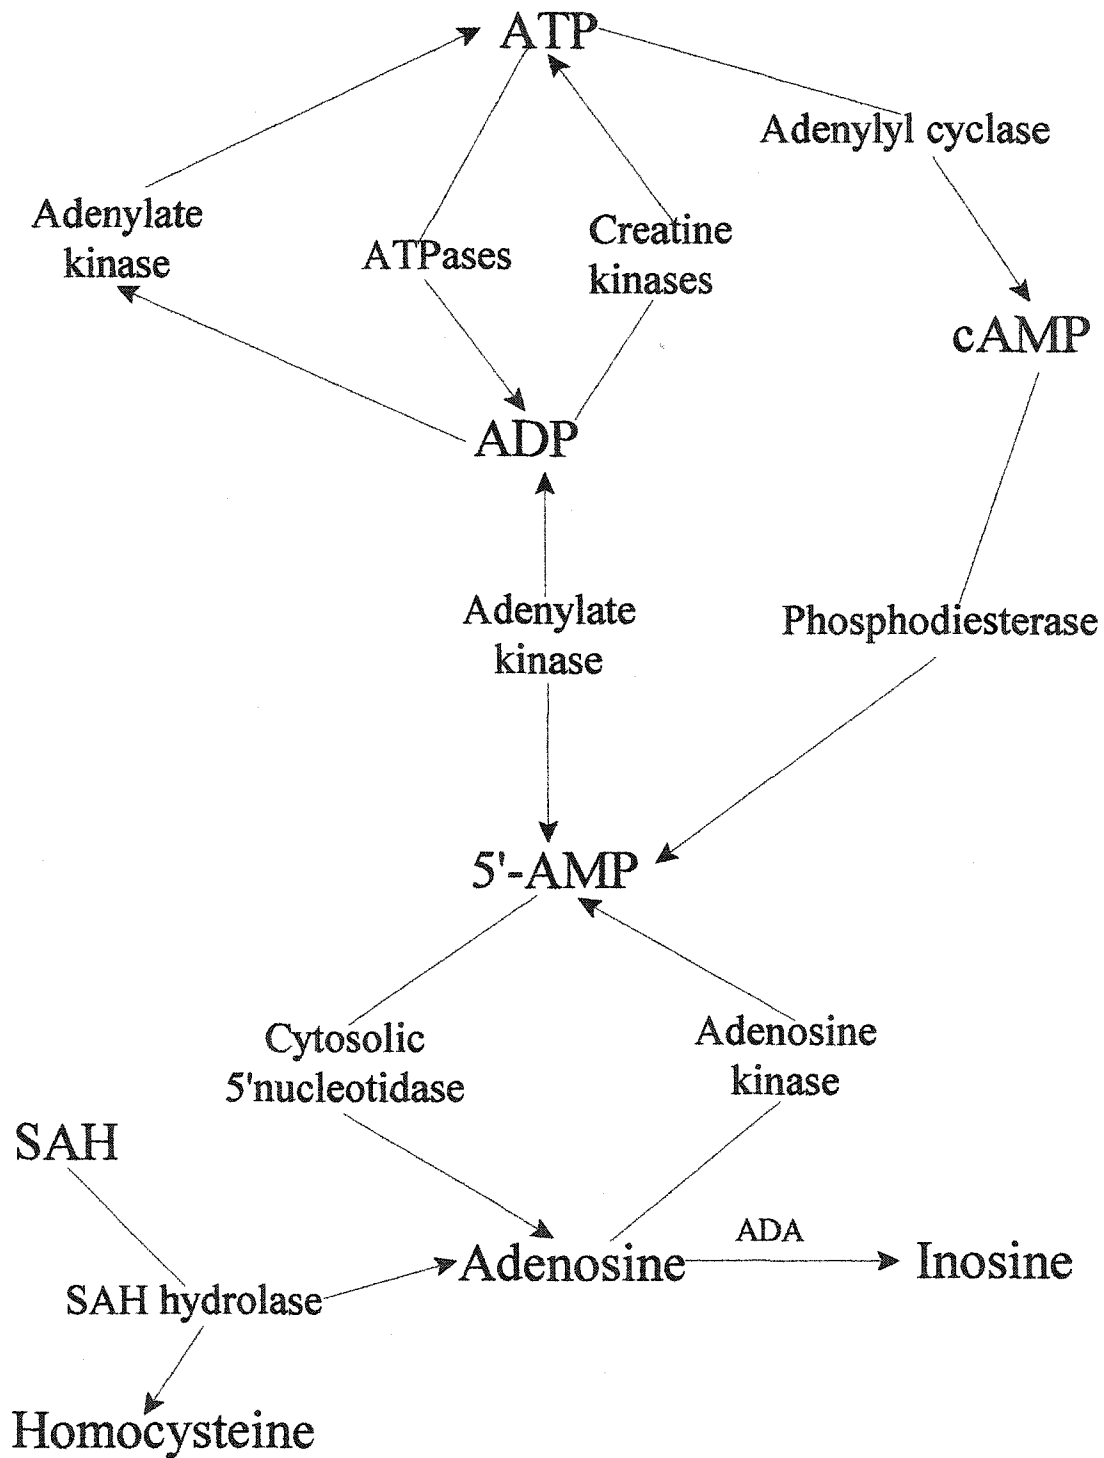 ATP
Adenylyl cyclase
Adenylate
kinase
ATPases
Creatine
kinases
cAMP
ADP
Adenylate
kinase
Phosphodiesterase
5'-AMP
Cytosolic
5'nucleotidase
Adenosine
kinase
SAH
ADA
Adenosine
Inosine
SAH hydrolase
Homocysteine